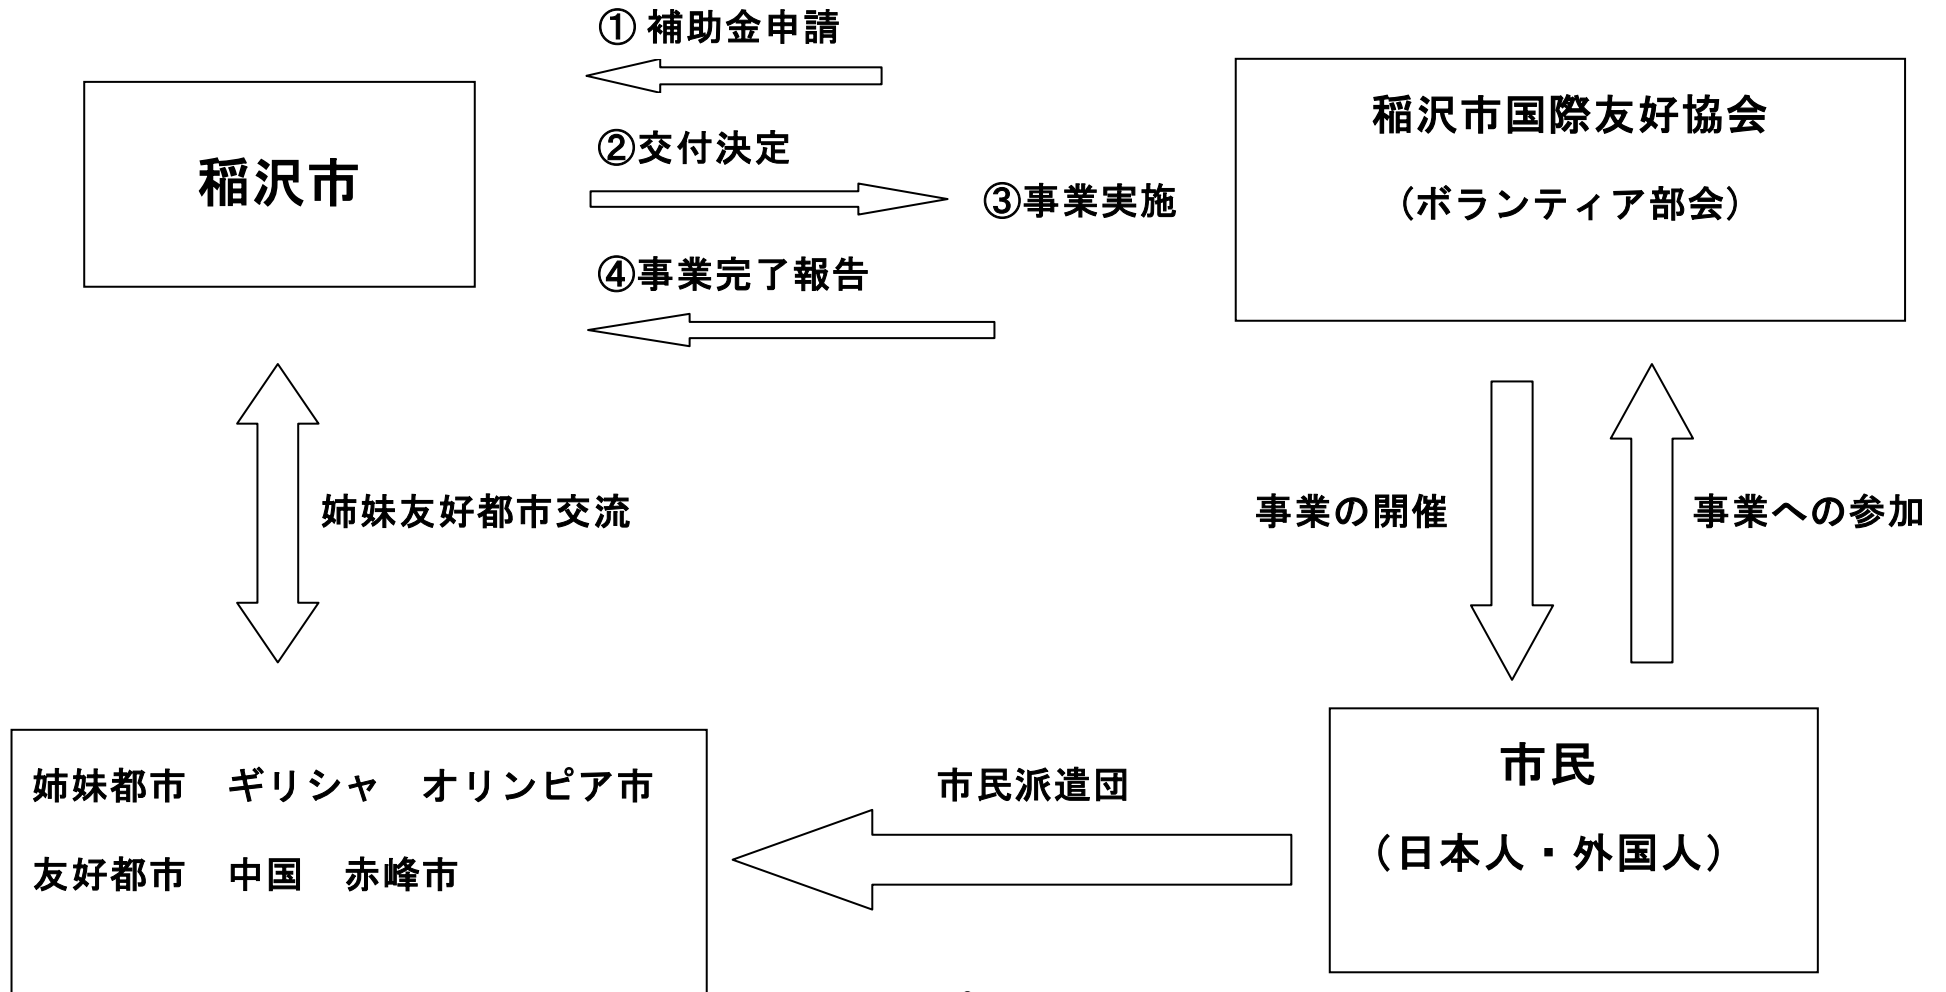 ① 補助金申請
稲沢市
②交付決定
③事業実施
④事業完了報告
稲沢市国際友好協会
（ボランティア部会）
姉妹友好都市交流
事業の開催
事業への参加
姉妹都市　ギリシャ　オリンピア市
友好都市　中国　赤峰市
市民派遣団
市民
（日本人・外国人）